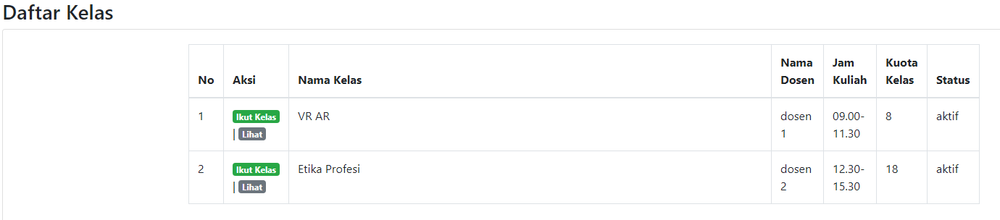 Daftar Kelas
No Aksi Nama Kelas Nama Dosen Jam Kuliah Kuota Kelas Status
1 Ikut Kelas | Lihat VR AR dosen 1 09.00-11.30 8 aktif
2 Ikut Kelas | Lihat Etika Profesi dosen 2 12.30-15.30 18 aktif